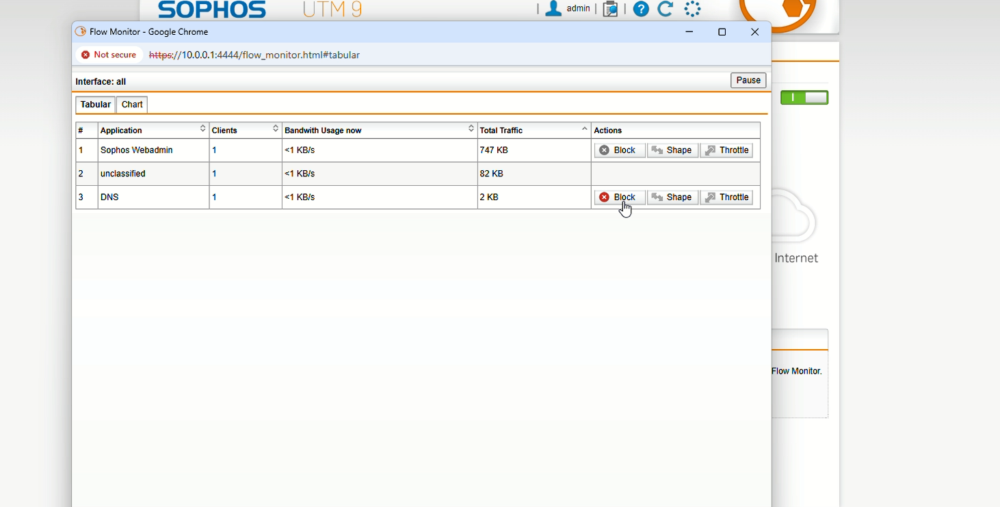 SOPHOS UTM 9 | admin | | ?
Flow Monitor - Google Chrome
Not secure https://10.0.0.1:4444/flow_monitor.html#tabular
Interface: all Pause
Tabular Chart
# Application Clients Bandwith Usage now Total Traffic Actions
1 Sophos Webadmin 1 <1 KB/s 747 KB Block Shape Throttle
2 unclassified 1 <1 KB/s 82 KB
3 DNS 1 <1 KB/s 2 KB Block Shape Throttle
Internet
Flow Monitor.